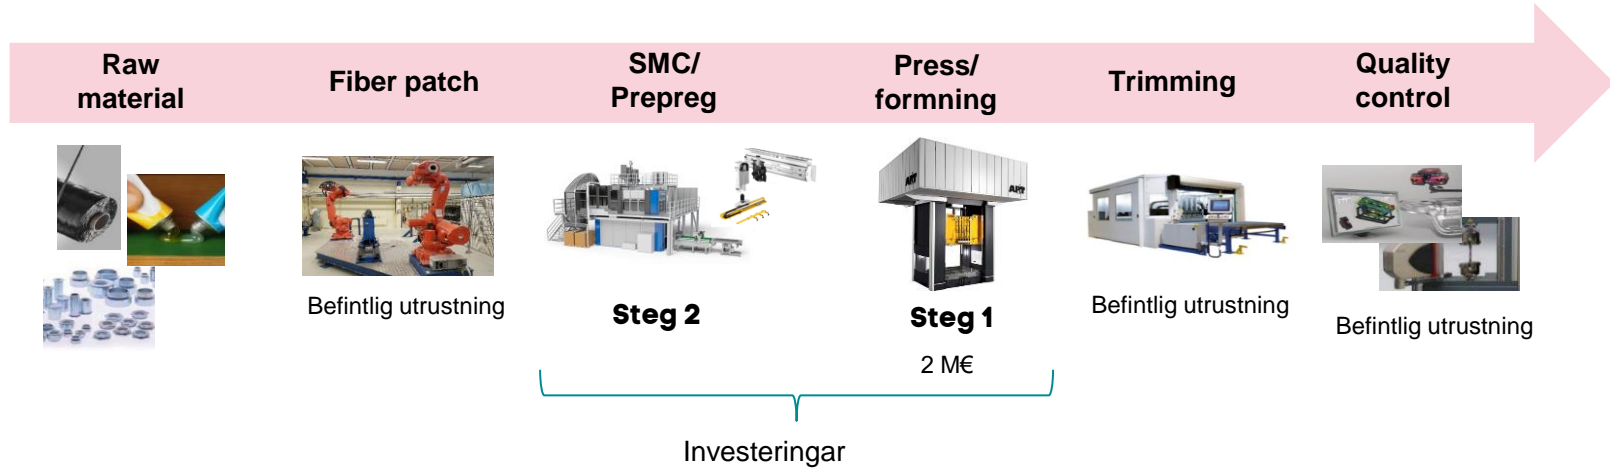 Raw
material
Fiber patch
SMC/
Prepreg
Press/
formning
Trimming
Quality
control
Befintlig utrustning
Steg 2
Steg 1
2 M€
Befintlig utrustning
Befintlig utrustning
Investeringar